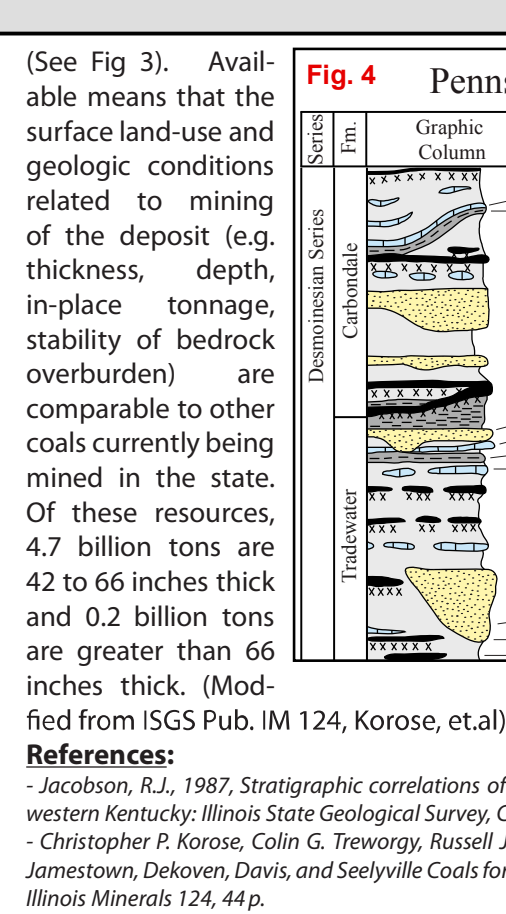 (See Fig 3). Avail-
able means that the
surface land-use and
geologic conditions
related to mining
of the deposit (e.g.
thickness, depth,
in-place tonnage,
stability of bedrock
overburden) are
comparable to other
coals currently being
mined in the state.
Of these resources,
4.7 billion tons are
42 to 66 inches thick
and 0.2 billion tons
are greater than 66
inches thick. (Mod-
fied from ISGS Pub. IM 124, Korose, et.al)
Fig. 4
Penns
Series
Fm.
Graphic
Column
Desmoinesian Series
Carbondale
Tradewater
References:
- Jacobson, R.J., 1987, Stratigraphic correlations of
western Kentucky: Illinois State Geological Survey, C
- Christopher P. Korose, Colin G. Treworgy, Russell J
Jamestown, Dekoven, Davis, and Seelyville Coals for
Illinois Minerals 124, 44 p.